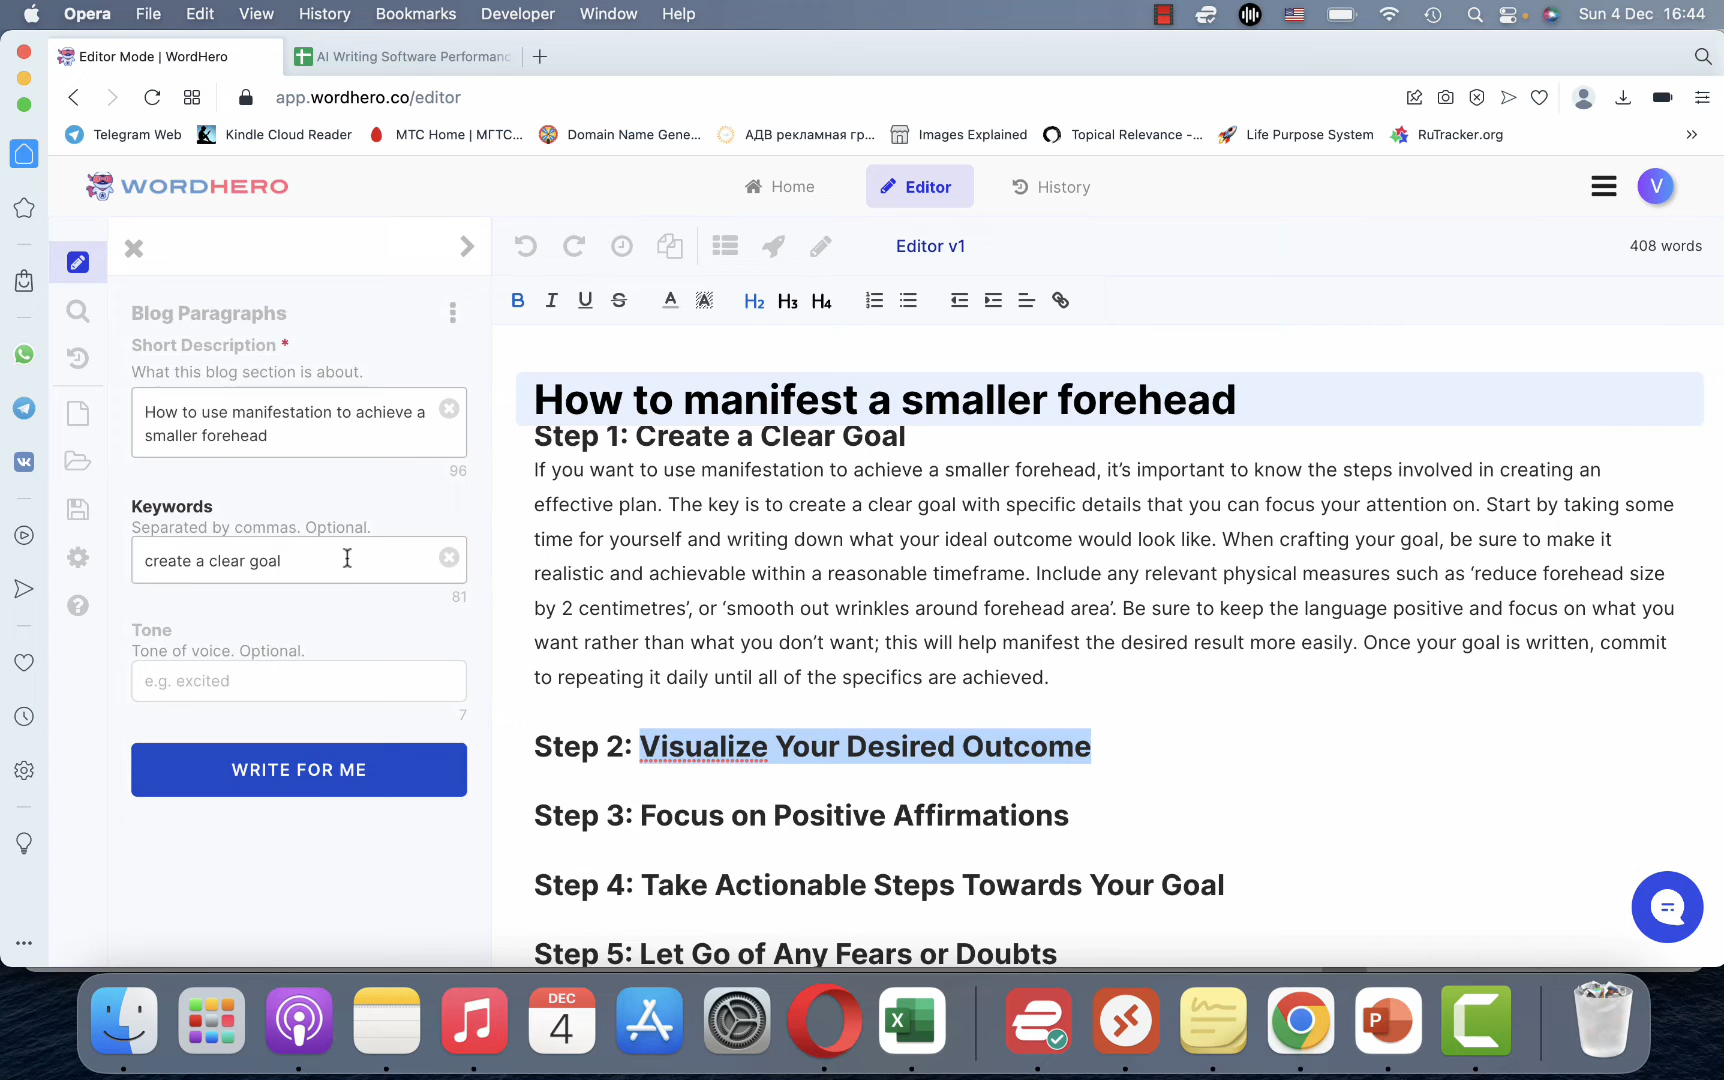 Opera File Edit View History Bookmarks Developer Window Help Sun 4 Dec 16:44
Editor Mode | WordHero AI Writing Software Performanc
app.wordhero.co/editor
Telegram Web Kindle Cloud Reader МТС Home | МГТС... Domain Name Gene... АДВ рекламная гр... Images Explained Topical Relevance -... Life Purpose System RuTracker.org
WORDHERO Home Editor History V
Editor v1 408 words
B I U S A A H2 H3 H4
Blog Paragraphs
Short Description *
What this blog section is about.
How to use manifestation to achieve a
smaller forehead
96
Keywords
Separated by commas. Optional.
create a clear goal
81
Tone
Tone of voice. Optional.
e.g. excited
7
WRITE FOR ME
How to manifest a smaller forehead
Step 1: Create a Clear Goal
If you want to use manifestation to achieve a smaller forehead, it’s important to know the steps involved in creating an
effective plan. The key is to create a clear goal with specific details that you can focus your attention on. Start by taking some
time for yourself and writing down what your ideal outcome would look like. When crafting your goal, be sure to make it
realistic and achievable within a reasonable timeframe. Include any relevant physical measures such as ‘reduce forehead size
by 2 centimetres’, or ‘smooth out wrinkles around forehead area’. Be sure to keep the language positive and focus on what you
want rather than what you don’t want; this will help manifest the desired result more easily. Once your goal is written, commit
to repeating it daily until all of the specifics are achieved.
Step 2: Visualize Your Desired Outcome
Step 3: Focus on Positive Affirmations
Step 4: Take Actionable Steps Towards Your Goal
Step 5: Let Go of Any Fears or Doubts
DEC
4
X
P